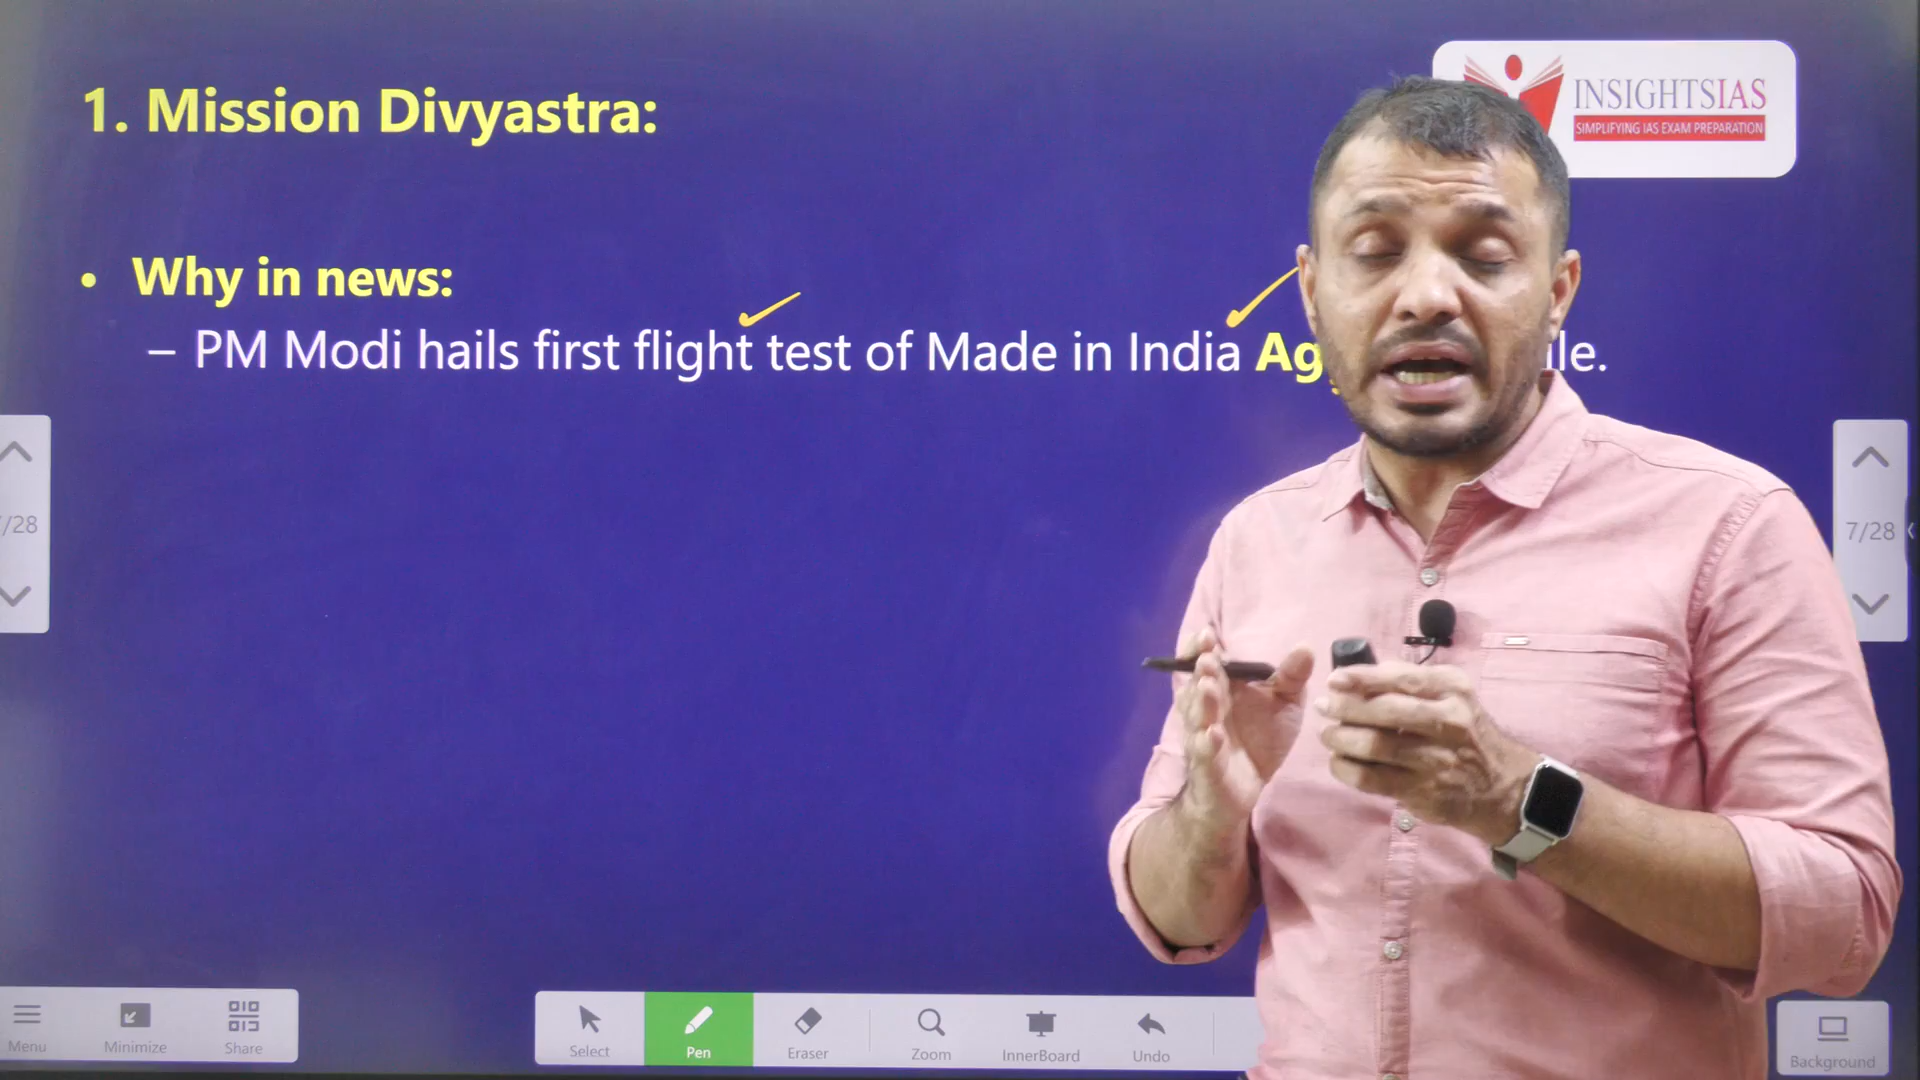 1. Mission Divyastra:
INSIGHTSIAS
SIMPLIFYING IAS EXAM PREPARATION
• Why in news:
– PM Modi hails first flight test of Made in India Ag le.
/28
7/28
Menu
Minimize
Share
Select
Pen
Eraser
Zoom
InnerBoard
Undo
Background